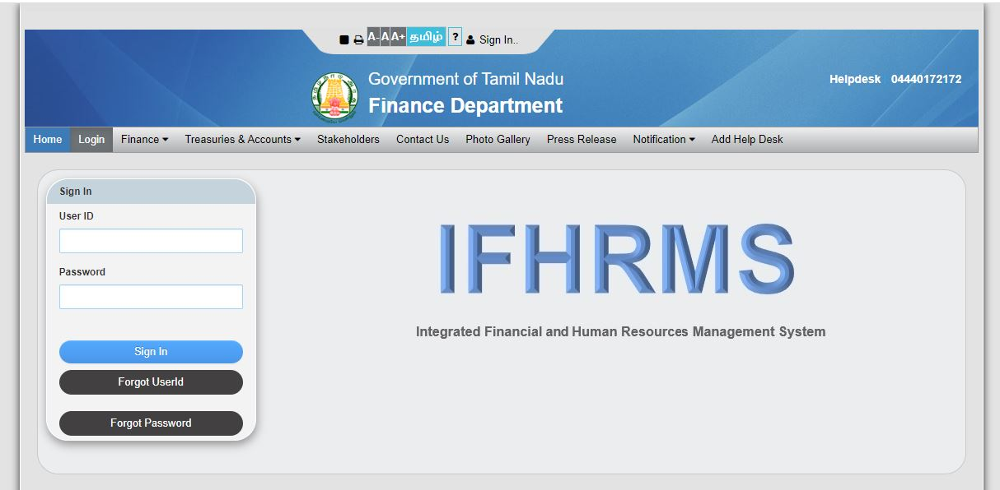 A- A A+ தமிழ் ? Sign In..
Government of Tamil Nadu
Finance Department
Helpdesk 04440172172
Home Login Finance Treasuries & Accounts Stakeholders Contact Us Photo Gallery Press Release Notification Add Help Desk
Sign In
User ID
Password
Sign In
Forgot UserId
Forgot Password
IFHRMS
Integrated Financial and Human Resources Management System